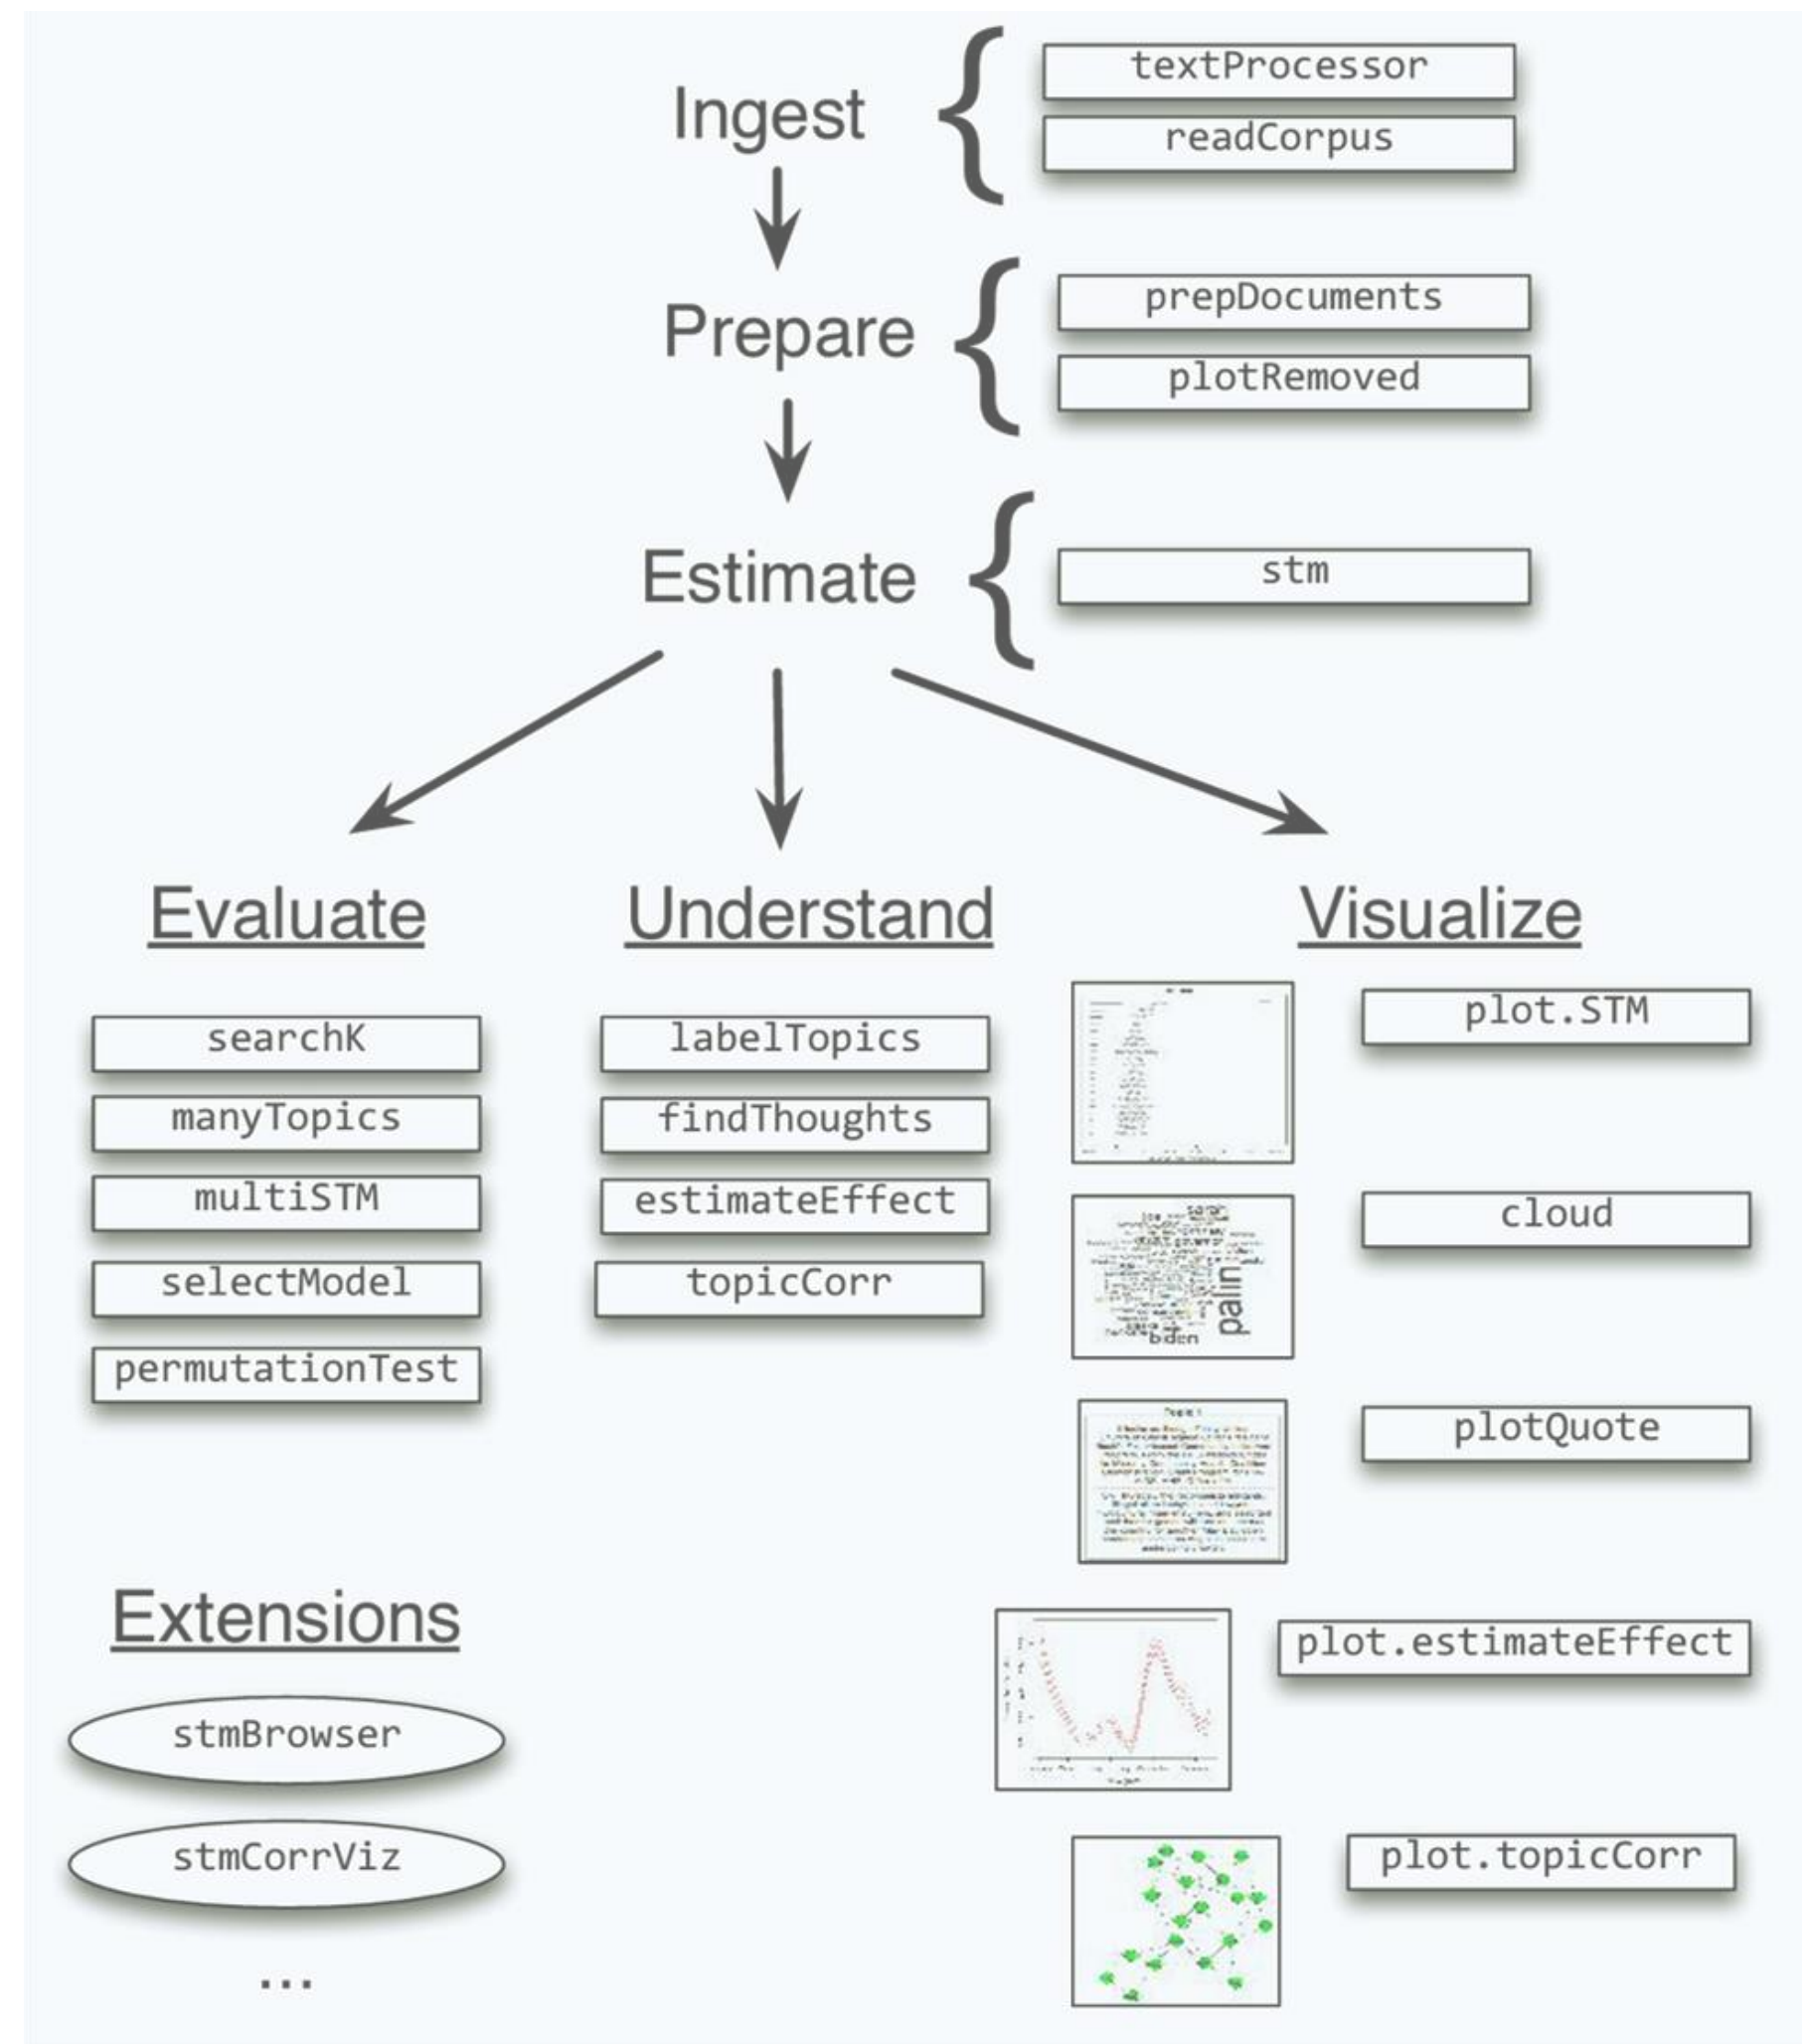 Ingest
textProcessor
readCorpus
Prepare
prepDocuments
plotRemoved
Estimate
stm
Evaluate
searchK
manyTopics
multiSTM
selectModel
permutationTest
Understand
labelTopics
findThoughts
estimateEffect
topicCorr
Visualize
plot.STM
cloud
palin
biden
plotQuote
plot.estimateEffect
plot.topicCorr
Extensions
stmBrowser
stmCorrViz
...